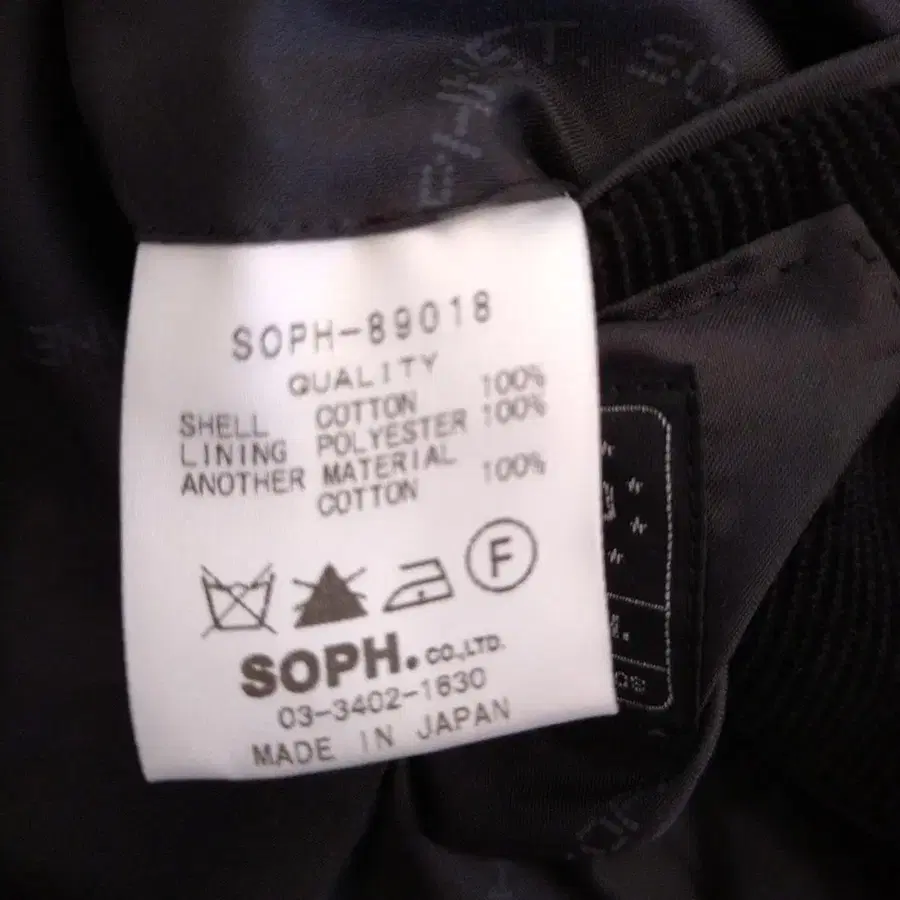 SOPH-89018
QUALITY
SHELL COTTON 100%
LINING POLYESTER 100%
ANOTHER MATERIAL
COTTON 100%
F
SOPH. CO.,LTD.
03-3402-1630
MADE IN JAPAN